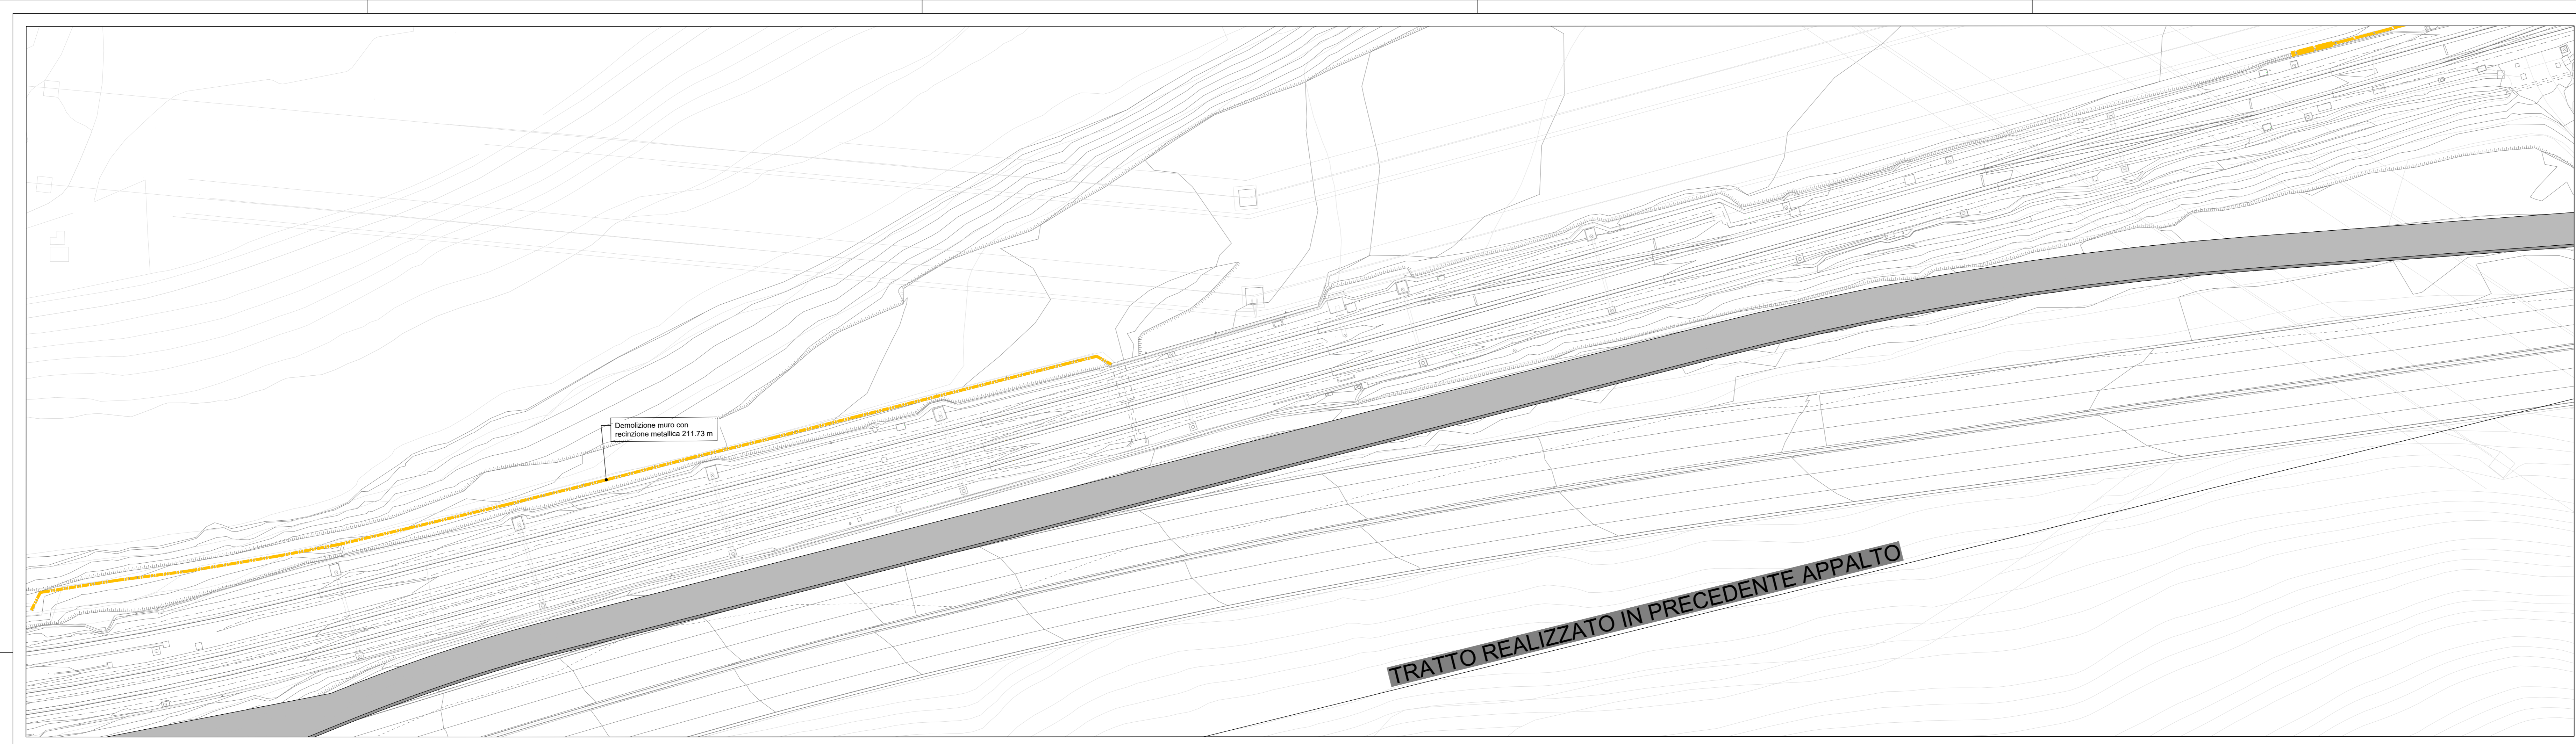 Demolizione muro con
recinzione metallica 211.73 m
TRATTO REALIZZATO IN PRECEDENTE APPALTO